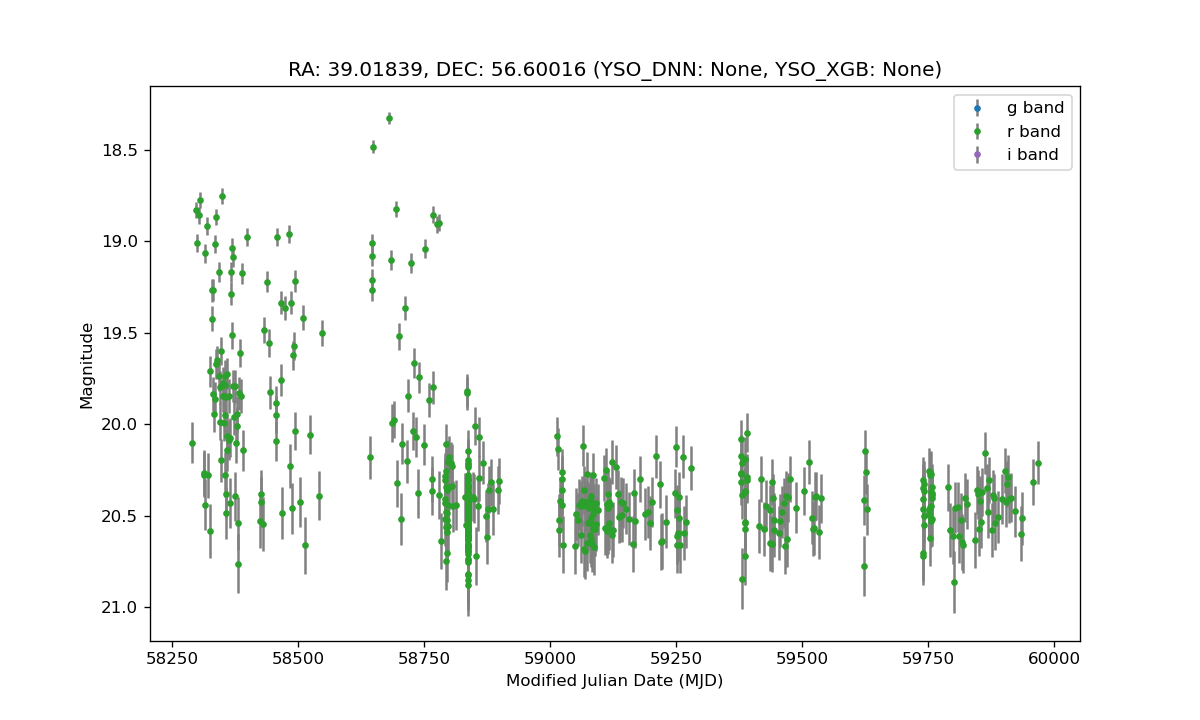 RA: 39.01839, DEC: 56.60016 (YSO_DNN: None, YSO_XGB: None)
g band
r band
i band
18.5
19.0
19.5
20.0
20.5
21.0
Magnitude
58250 58500 58750 59000 59250 59500 59750 60000
Modified Julian Date (MJD)